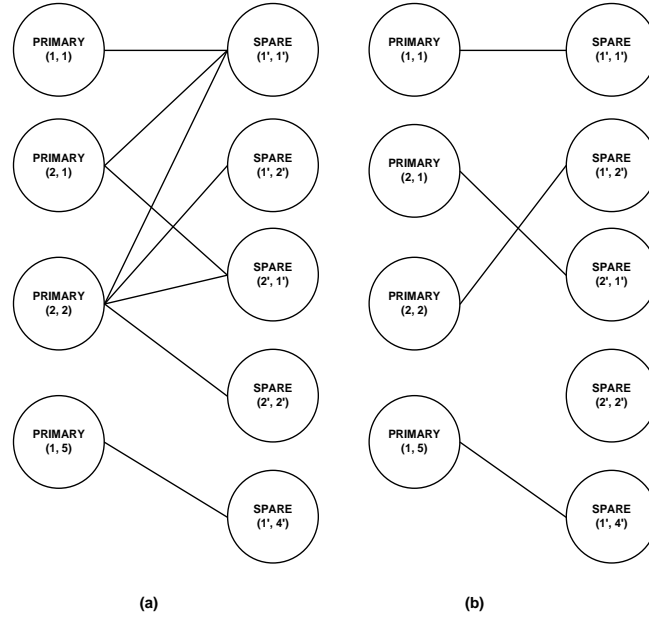 PRIMARY
(1, 1)
SPARE
(1', 1')
PRIMARY
(2, 1)
SPARE
(1', 2')
PRIMARY
(2, 2)
SPARE
(2', 1')
SPARE
(2', 2')
PRIMARY
(1, 5)
SPARE
(1', 4')
(a)
PRIMARY
(1, 1)
SPARE
(1', 1')
PRIMARY
(2, 1)
SPARE
(1', 2')
PRIMARY
(2, 2)
SPARE
(2', 1')
SPARE
(2', 2')
PRIMARY
(1, 5)
SPARE
(1', 4')
(b)